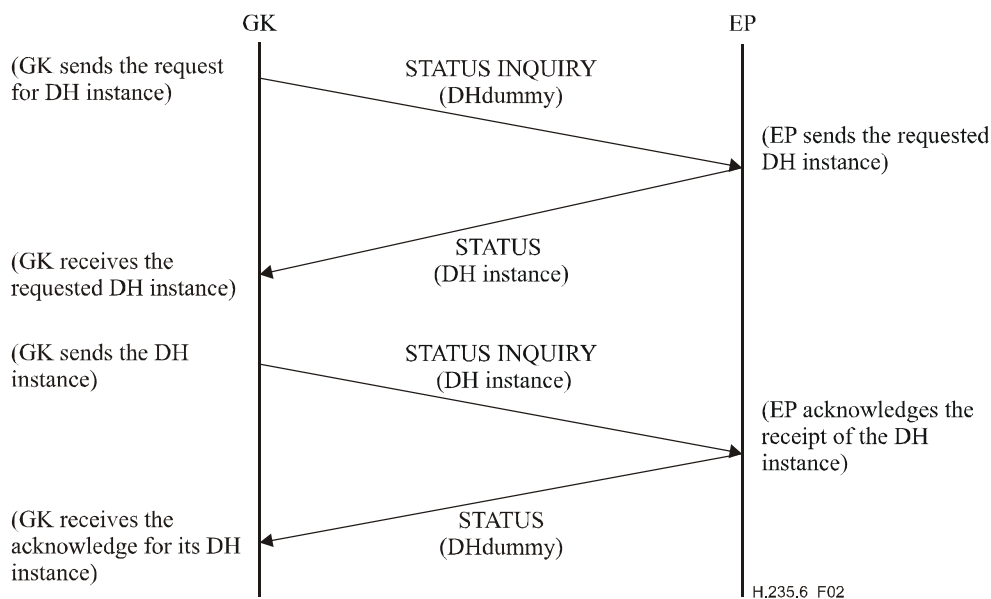 GK
EP
(GK sends the request
for DH instance)
STATUS INQUIRY
(DHdummy)
(EP sends the requested
DH instance)
STATUS
(DH instance)
(GK receives the
requested DH instance)
(GK sends the DH
instance)
STATUS INQUIRY
(DH instance)
(EP acknowledges the
receipt of the DH
instance)
STATUS
(DHdummy)
(GK receives the
acknowledge for its DH
instance)
H.235.6_F02